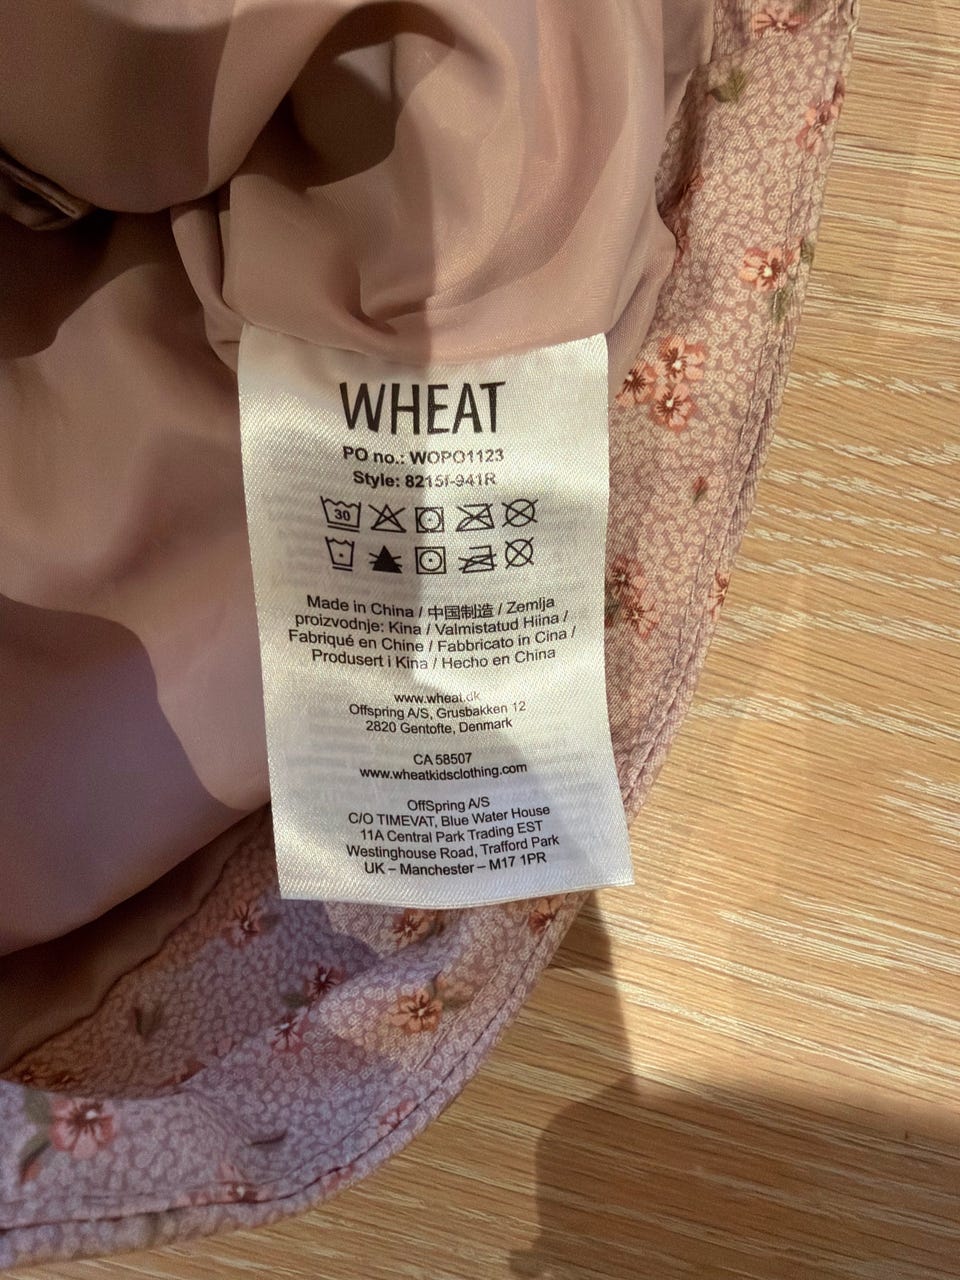 WHEAT
PO no.: WOPO1123
Style: 8215f-941R
30
Made in China / 中国制造 / Zemlja
proizvodnje: Kina / Valmistatud Hiina /
Fabriqué en Chine / Fabbricato in Cina /
Produsert i Kina / Hecho en China
www.wheat.dk
Offspring A/S, Grusbakken 12
2820 Gentofte, Denmark
CA 58507
www.wheatkidsclothing.com
OffSpring A/S
C/O TIMEVAT, Blue Water House
11A Central Park Trading EST
Westinghouse Road, Trafford Park
UK – Manchester – M17 1PR